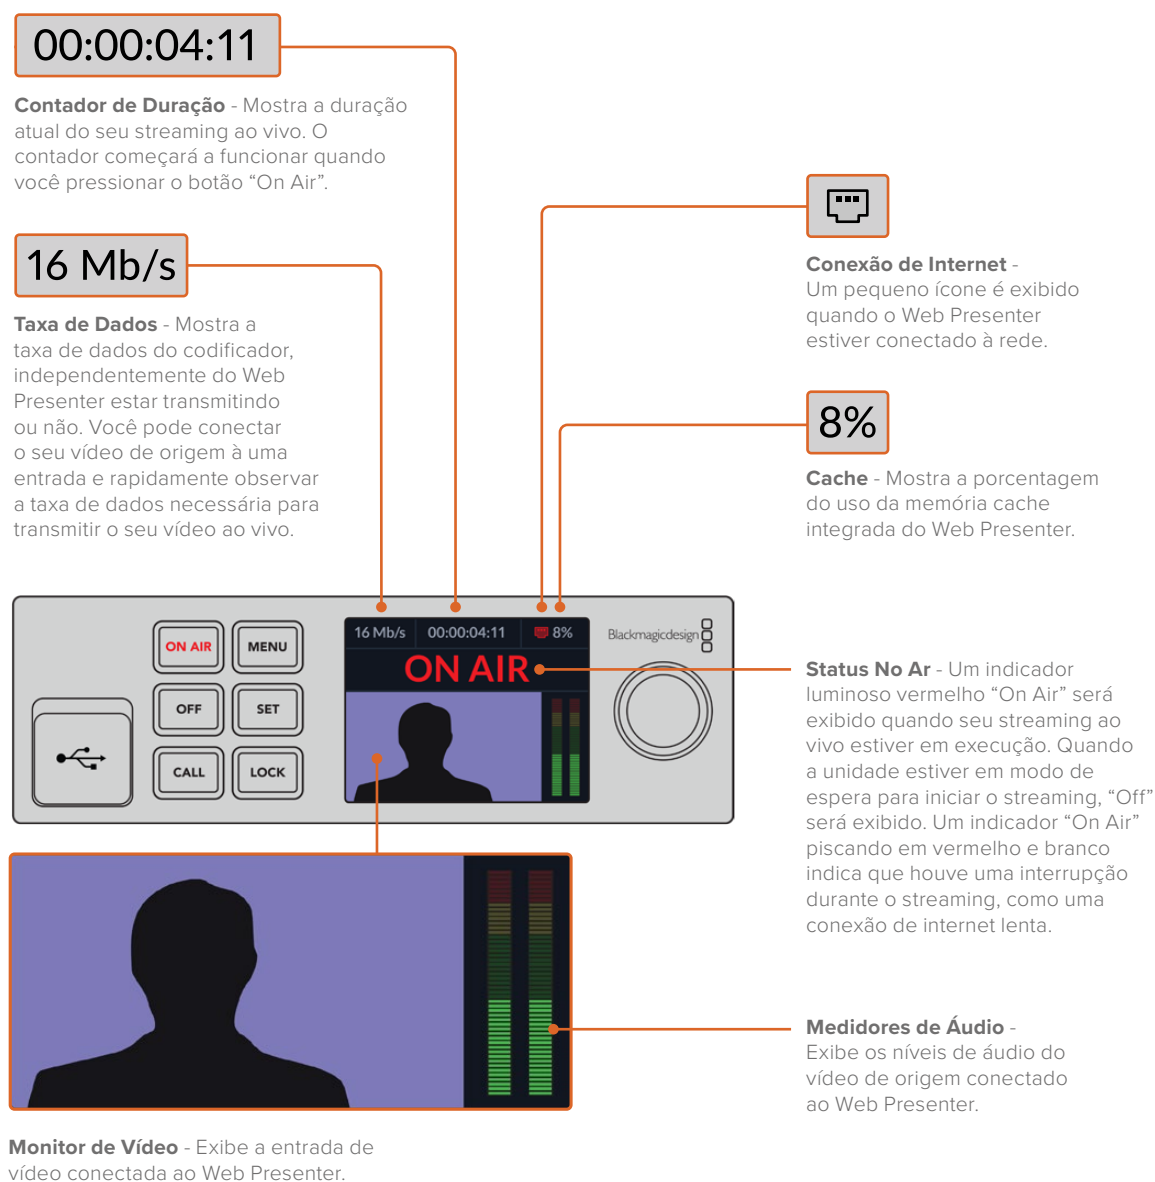 00:00:04:11
Contador de Duração - Mostra a duração
atual do seu streaming ao vivo. O
contador começará a funcionar quando
você pressionar o botão “On Air”.
16 Mb/s
Taxa de Dados - Mostra a
taxa de dados do codificador,
independentemente do Web
Presenter estar transmitindo
ou não. Você pode conectar
o seu vídeo de origem à uma
entrada e rapidamente observar
a taxa de dados necessária para
transmitir o seu vídeo ao vivo.
Conexão de Internet -
Um pequeno ícone é exibido
quando o Web Presenter
estiver conectado à rede.
8%
Cache - Mostra a porcentagem
do uso da memória cache
integrada do Web Presenter.
ON AIR
MENU
OFF
SET
CALL
LOCK
16 Mb/s 00:00:04:11 8%
ON AIR
Blackmagicdesign
Status No Ar - Um indicador
luminoso vermelho “On Air” será
exibido quando seu streaming ao
vivo estiver em execução. Quando
a unidade estiver em modo de
espera para iniciar o streaming, “Off”
será exibido. Um indicador “On Air”
piscando em vermelho e branco
indica que houve uma interrupção
durante o streaming, como uma
conexão de internet lenta.
Medidores de Áudio -
Exibe os níveis de áudio do
vídeo de origem conectado
ao Web Presenter.
Monitor de Vídeo - Exibe a entrada de
vídeo conectada ao Web Presenter.